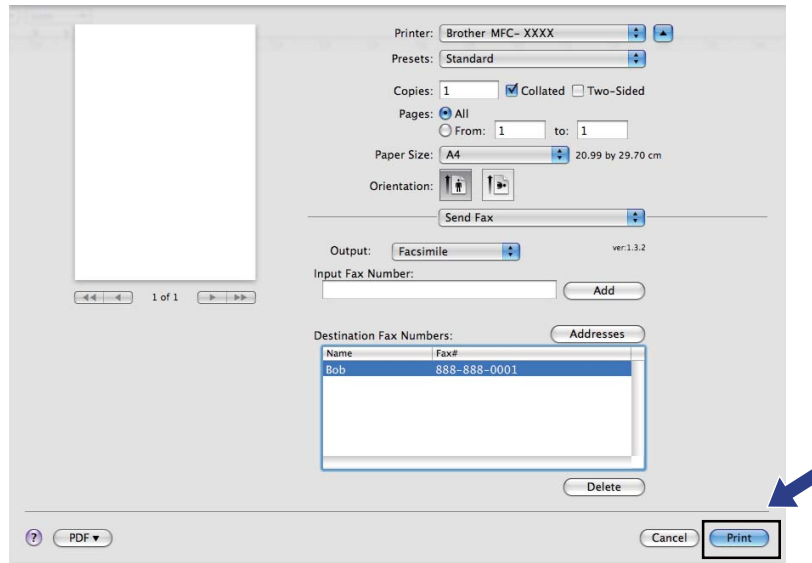 Printer: Brother MFC- XXXX
Presets: Standard
Copies: 1 Collated Two-Sided
Pages: All
From: 1 to: 1
Paper Size: A4 20.99 by 29.70 cm
Orientation:
Send Fax
Output: Facsimile ver:1.3.2
Input Fax Number:
Add
1 of 1
Destination Fax Numbers: Addresses
Name Fax#
Bob 888-888-0001
Delete
? PDF Cancel Print